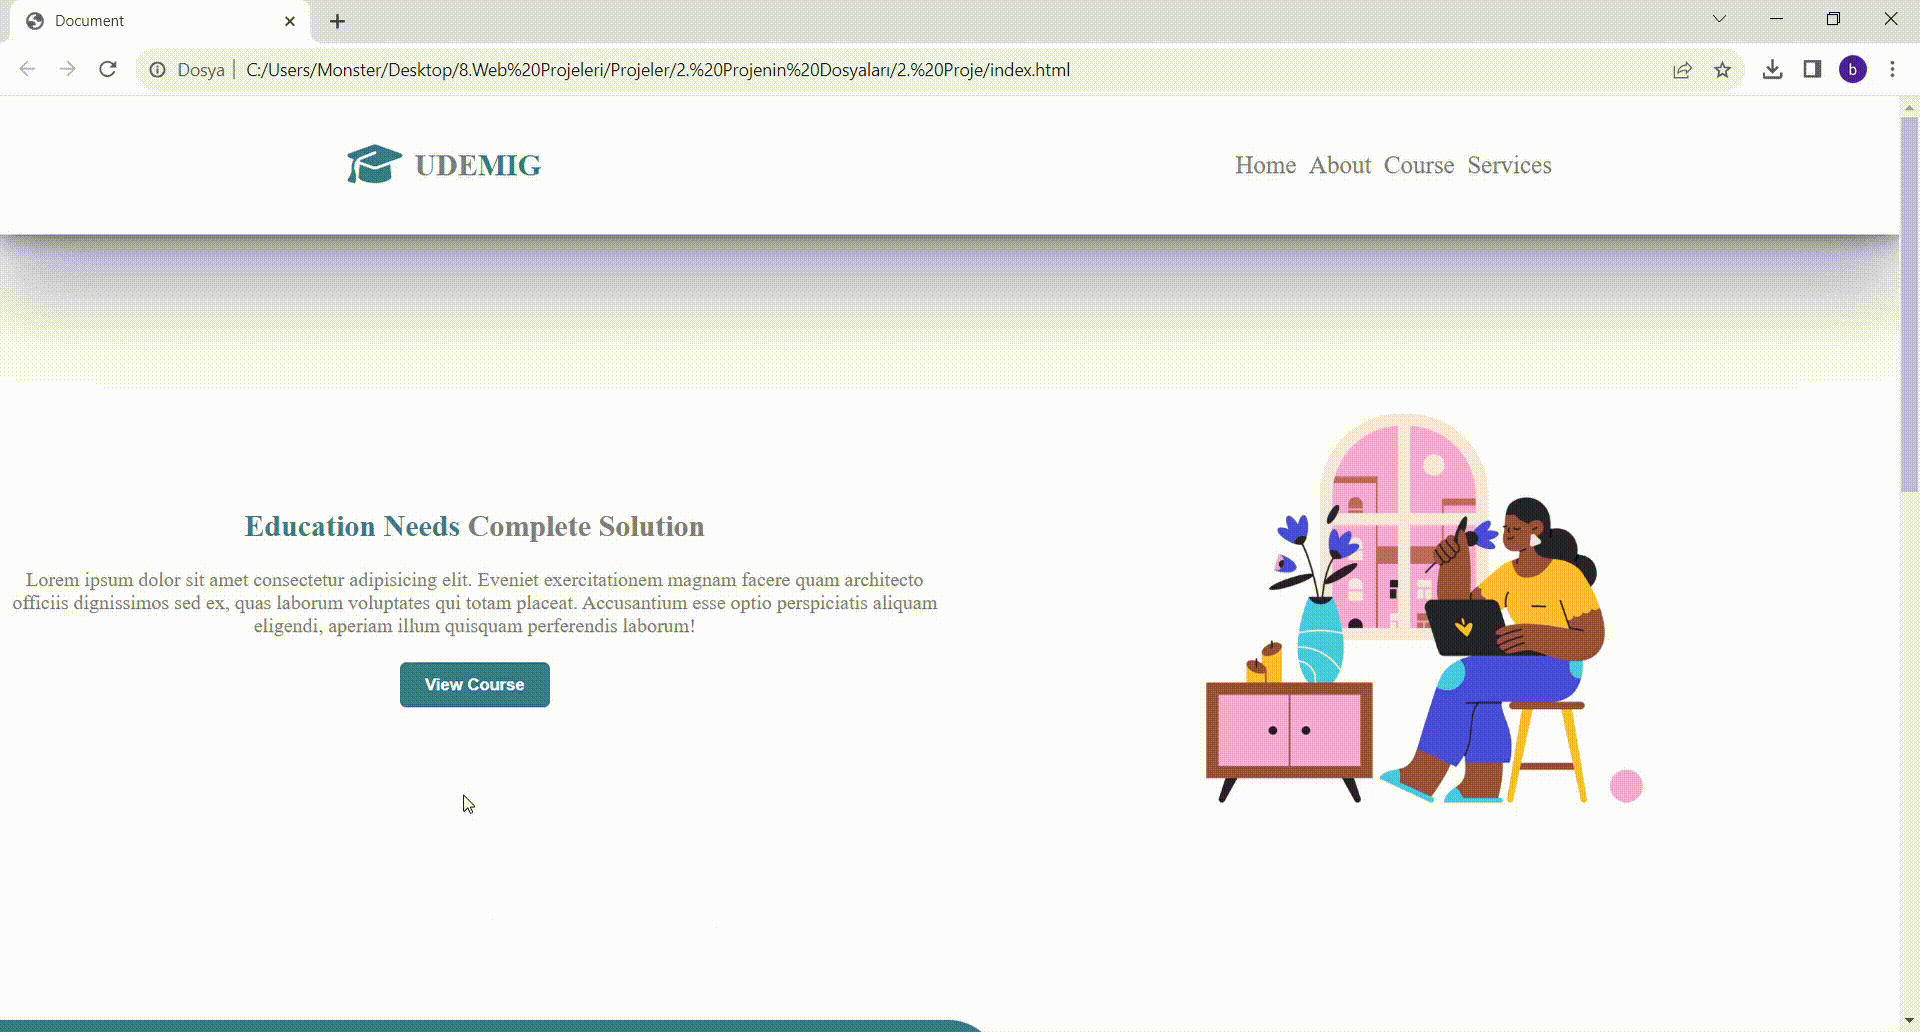 Document
Dosya | C:/Users/Monster/Desktop/8.Web%20Projeleri/Projeler/2.%20Projenin%20Dosyaları/2.%20Proje/index.html
b
UDEMIG
Home About Course Services
Education Needs Complete Solution
Lorem ipsum dolor sit amet consectetur adipisicing elit. Eveniet exercitationem magnam facere quam architecto
officiis dignissimos sed ex, quas laborum voluptates qui totam placeat. Accusantium esse optio perspiciatis aliquam
eligendi, aperiam illum quisquam perferendis laborum!
View Course